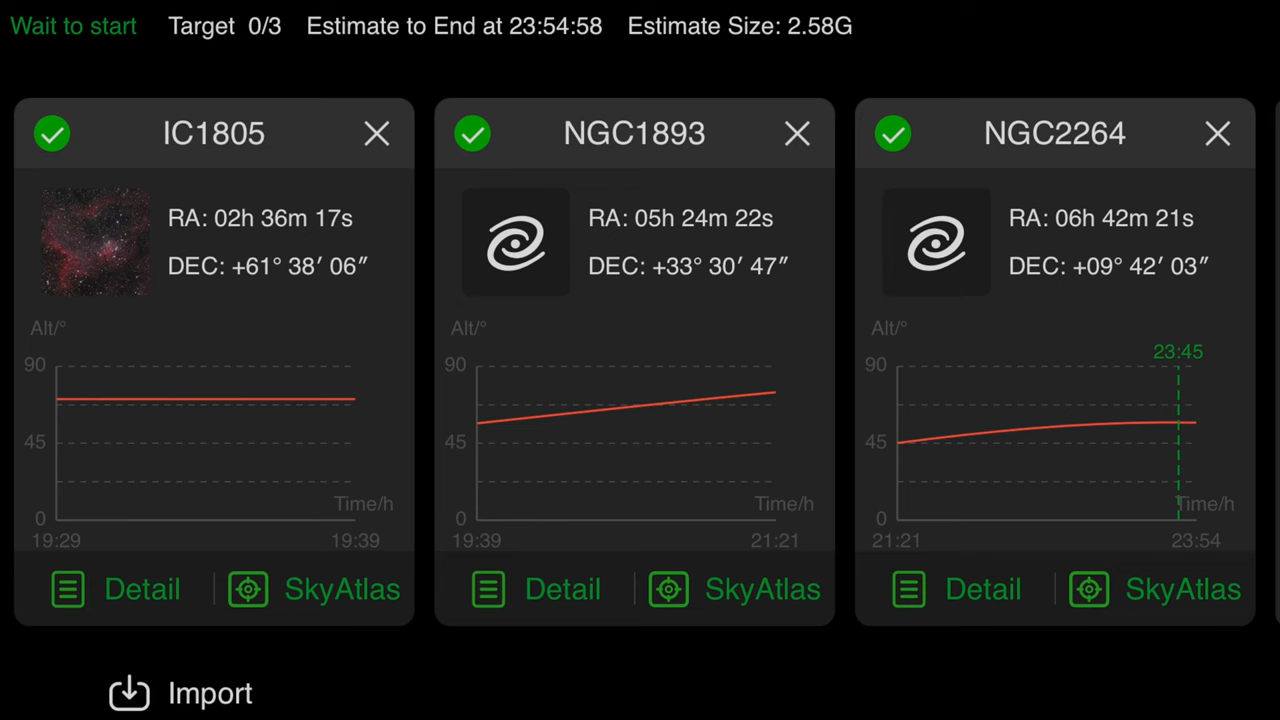 Wait to start Target 0/3 Estimate to End at 23:54:58 Estimate Size: 2.58G
IC1805
RA: 02h 36m 17s
DEC: +61° 38′ 06″
Alt/°
90
45
0
Time/h
19:29 19:39
Detail SkyAtlas
NGC1893
RA: 05h 24m 22s
DEC: +33° 30′ 47″
Alt/°
90
45
0
Time/h
19:39 21:21
Detail SkyAtlas
NGC2264
RA: 06h 42m 21s
DEC: +09° 42′ 03″
Alt/°
23:45
90
45
0
Time/h
21:21 23:54
Detail SkyAtlas
Import